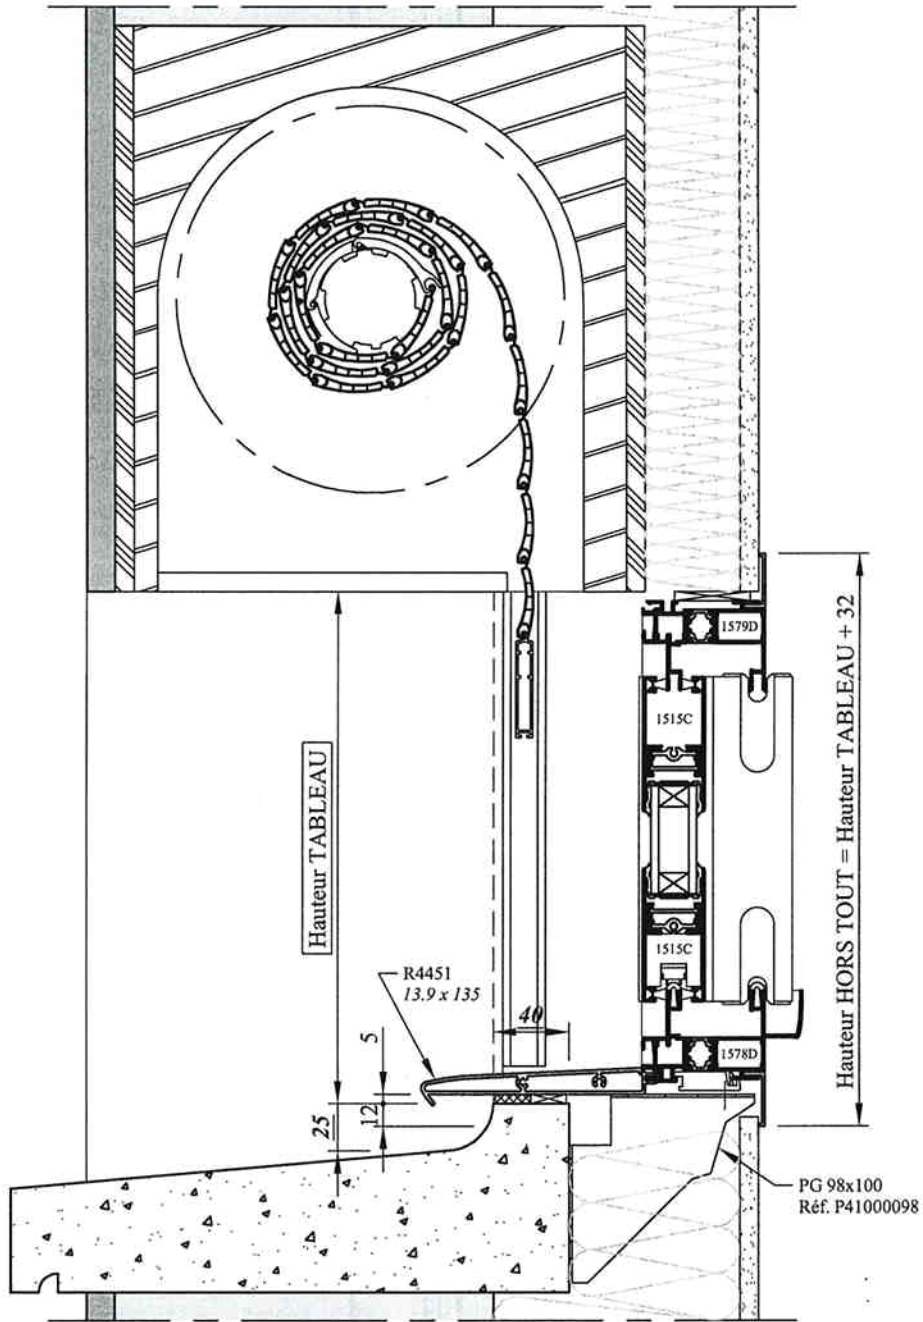 1579D
1515C
Hauteur TABLEAU
Hauteur HORS TOUT = Hauteur TABLEAU + 32
1515C
R4451
13.9 x 135
40
5
1578D
12
25
PG 98x100
Réf. P41000098